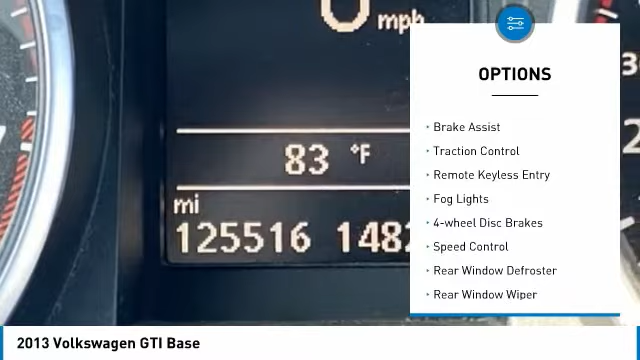 0 mph
83 °F
mi
125516
OPTIONS
Brake Assist
Traction Control
Remote Keyless Entry
Fog Lights
4-wheel Disc Brakes
Speed Control
Rear Window Defroster
Rear Window Wiper
2013 Volkswagen GTI Base